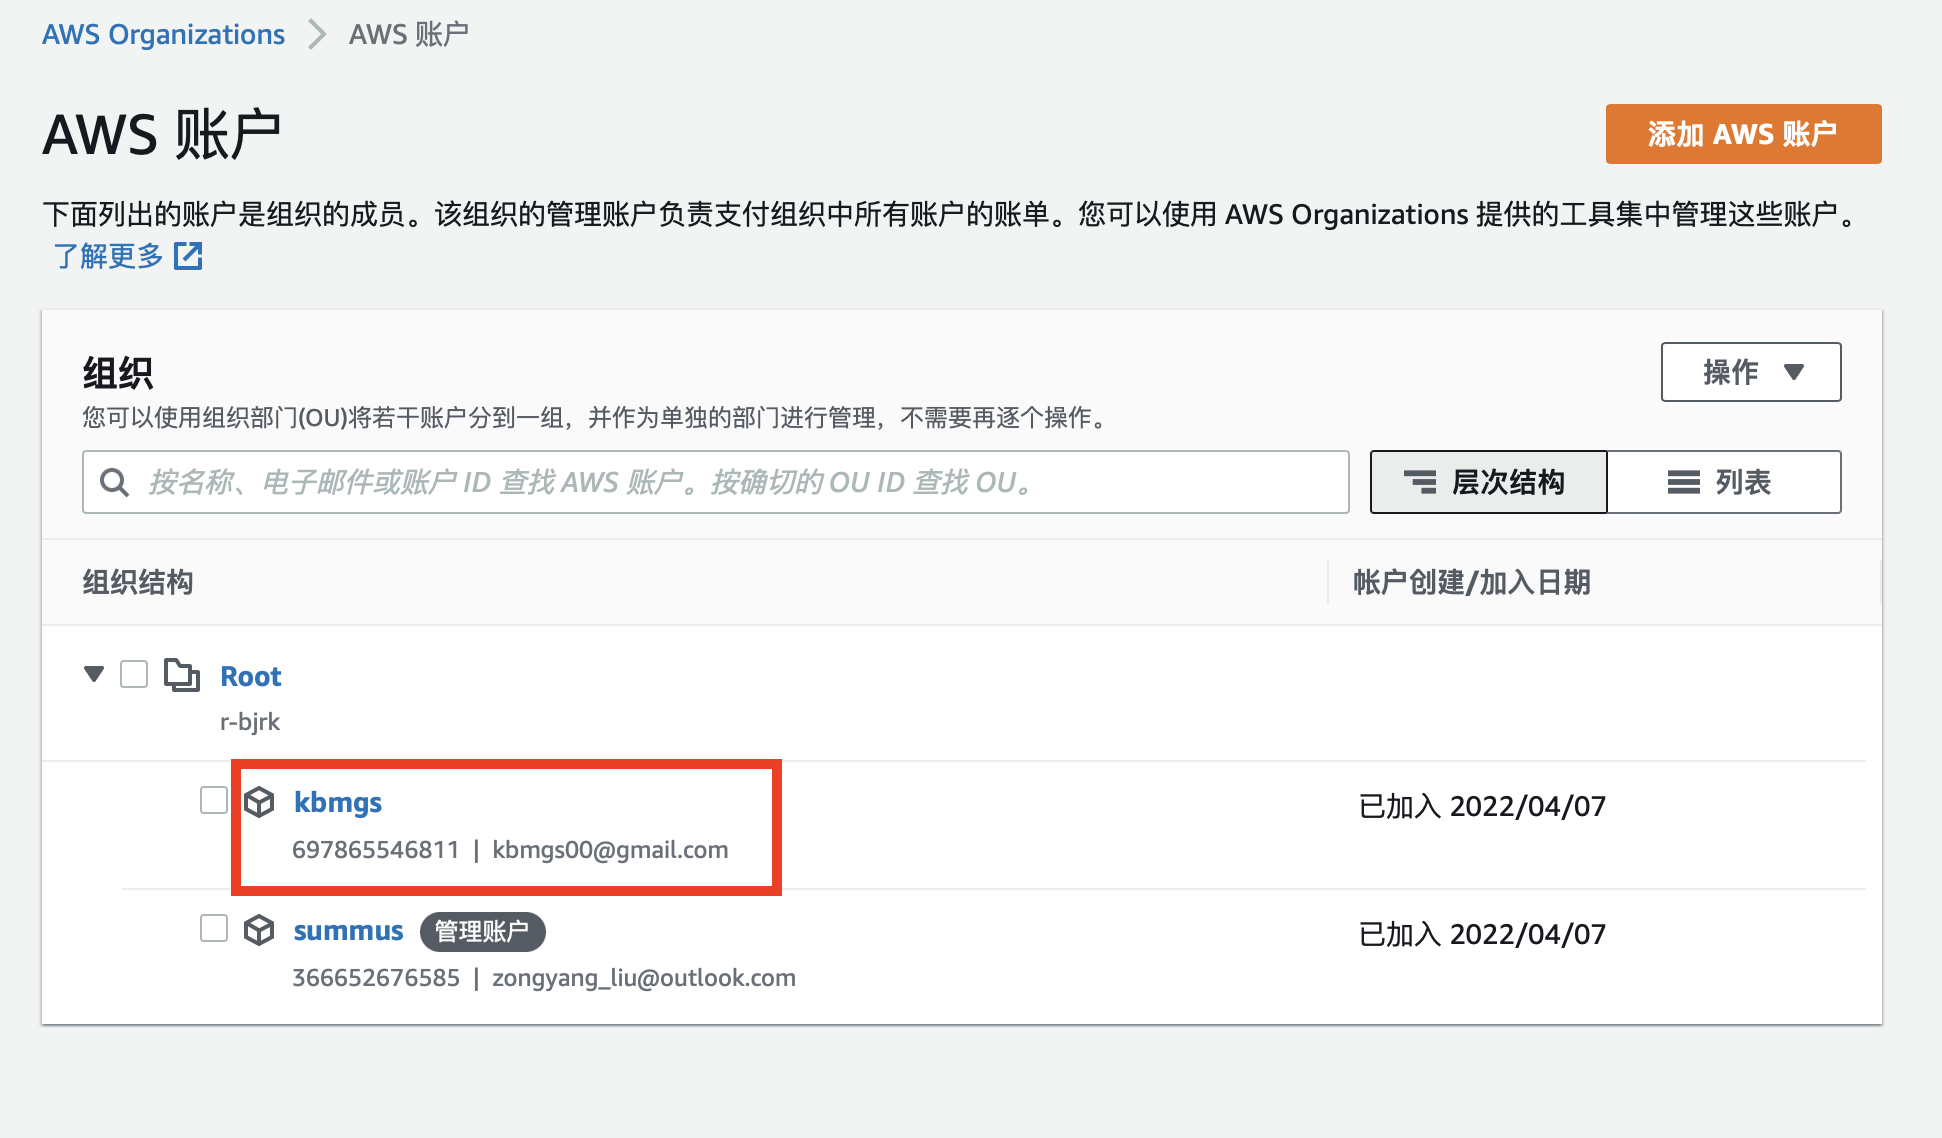 AWS Organizations > AWS 账户
AWS 账户
添加 AWS 账户
下面列出的账户是组织的成员。该组织的管理账户负责支付组织中所有账户的账单。您可以使用 AWS Organizations 提供的工具集中管理这些账户。
了解更多
组织
操作
您可以使用组织部门(OU)将若干账户分到一组，并作为单独的部门进行管理，不需要再逐个操作。
按名称、电子邮件或账户 ID 查找 AWS 账户。按确切的 OU ID 查找 OU。
层次结构
列表
组织结构
帐户创建/加入日期
Root
r-bjrk
kbmgs
已加入 2022/04/07
697865546811 | kbmgs00@gmail.com
summus 管理账户
已加入 2022/04/07
366652676585 | zongyang_liu@outlook.com